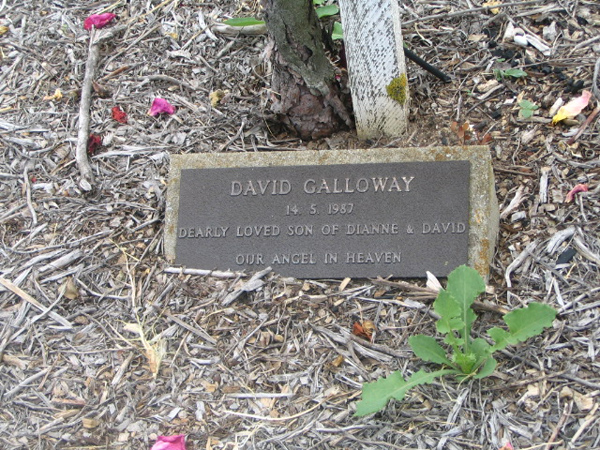 DAVID GALLOWAY
14 5 1987
DEARLY LOVED SON OF DIANNE & DAVID
OUR ANGEL IN HEAVEN